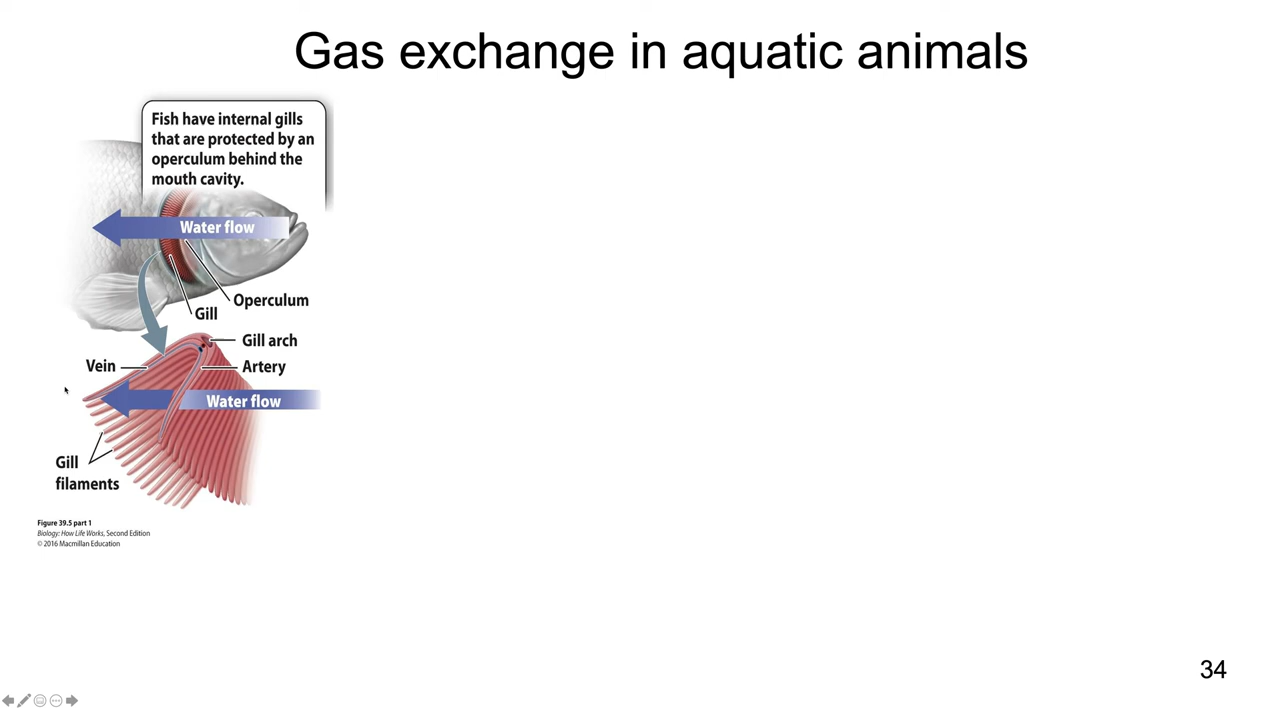 Gas exchange in aquatic animals
Fish have internal gills
that are protected by an
operculum behind the
mouth cavity.
Water flow
Operculum
Gill
Gill arch
Vein
Artery
Water flow
Gill
filaments
Figure 39.5 part 1
Biology: How Life Works, Second Edition
© 2016 Macmillan Education
34